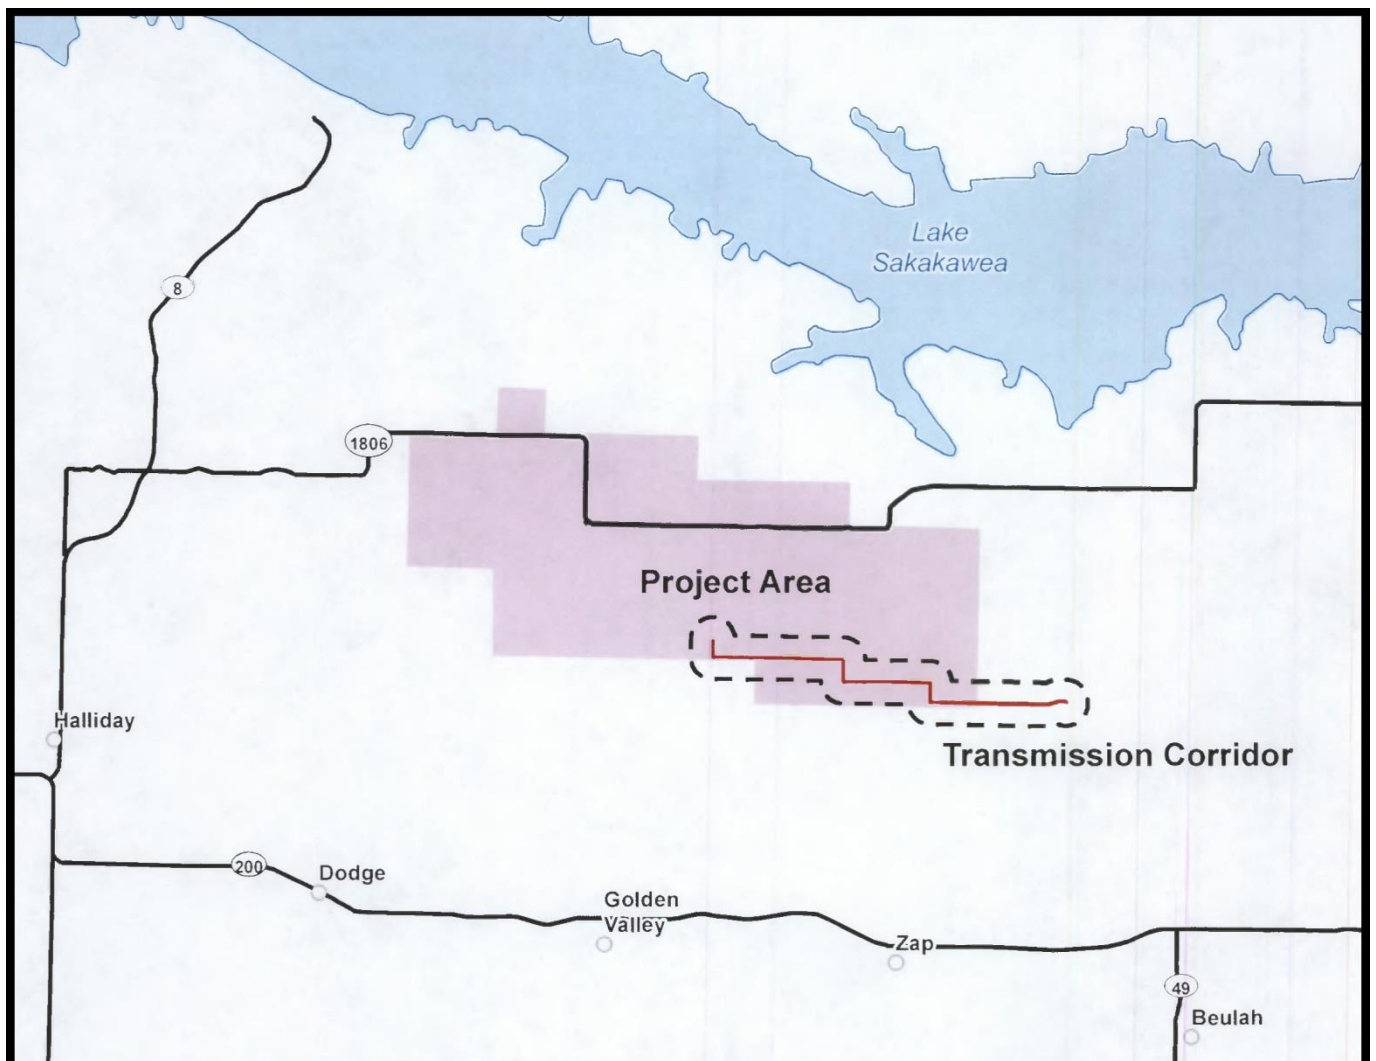 Lake
Sakakawea
8
1806
Project Area
Halliday
Transmission Corridor
200
Dodge
Golden
Valley
Zap
49
Beulah